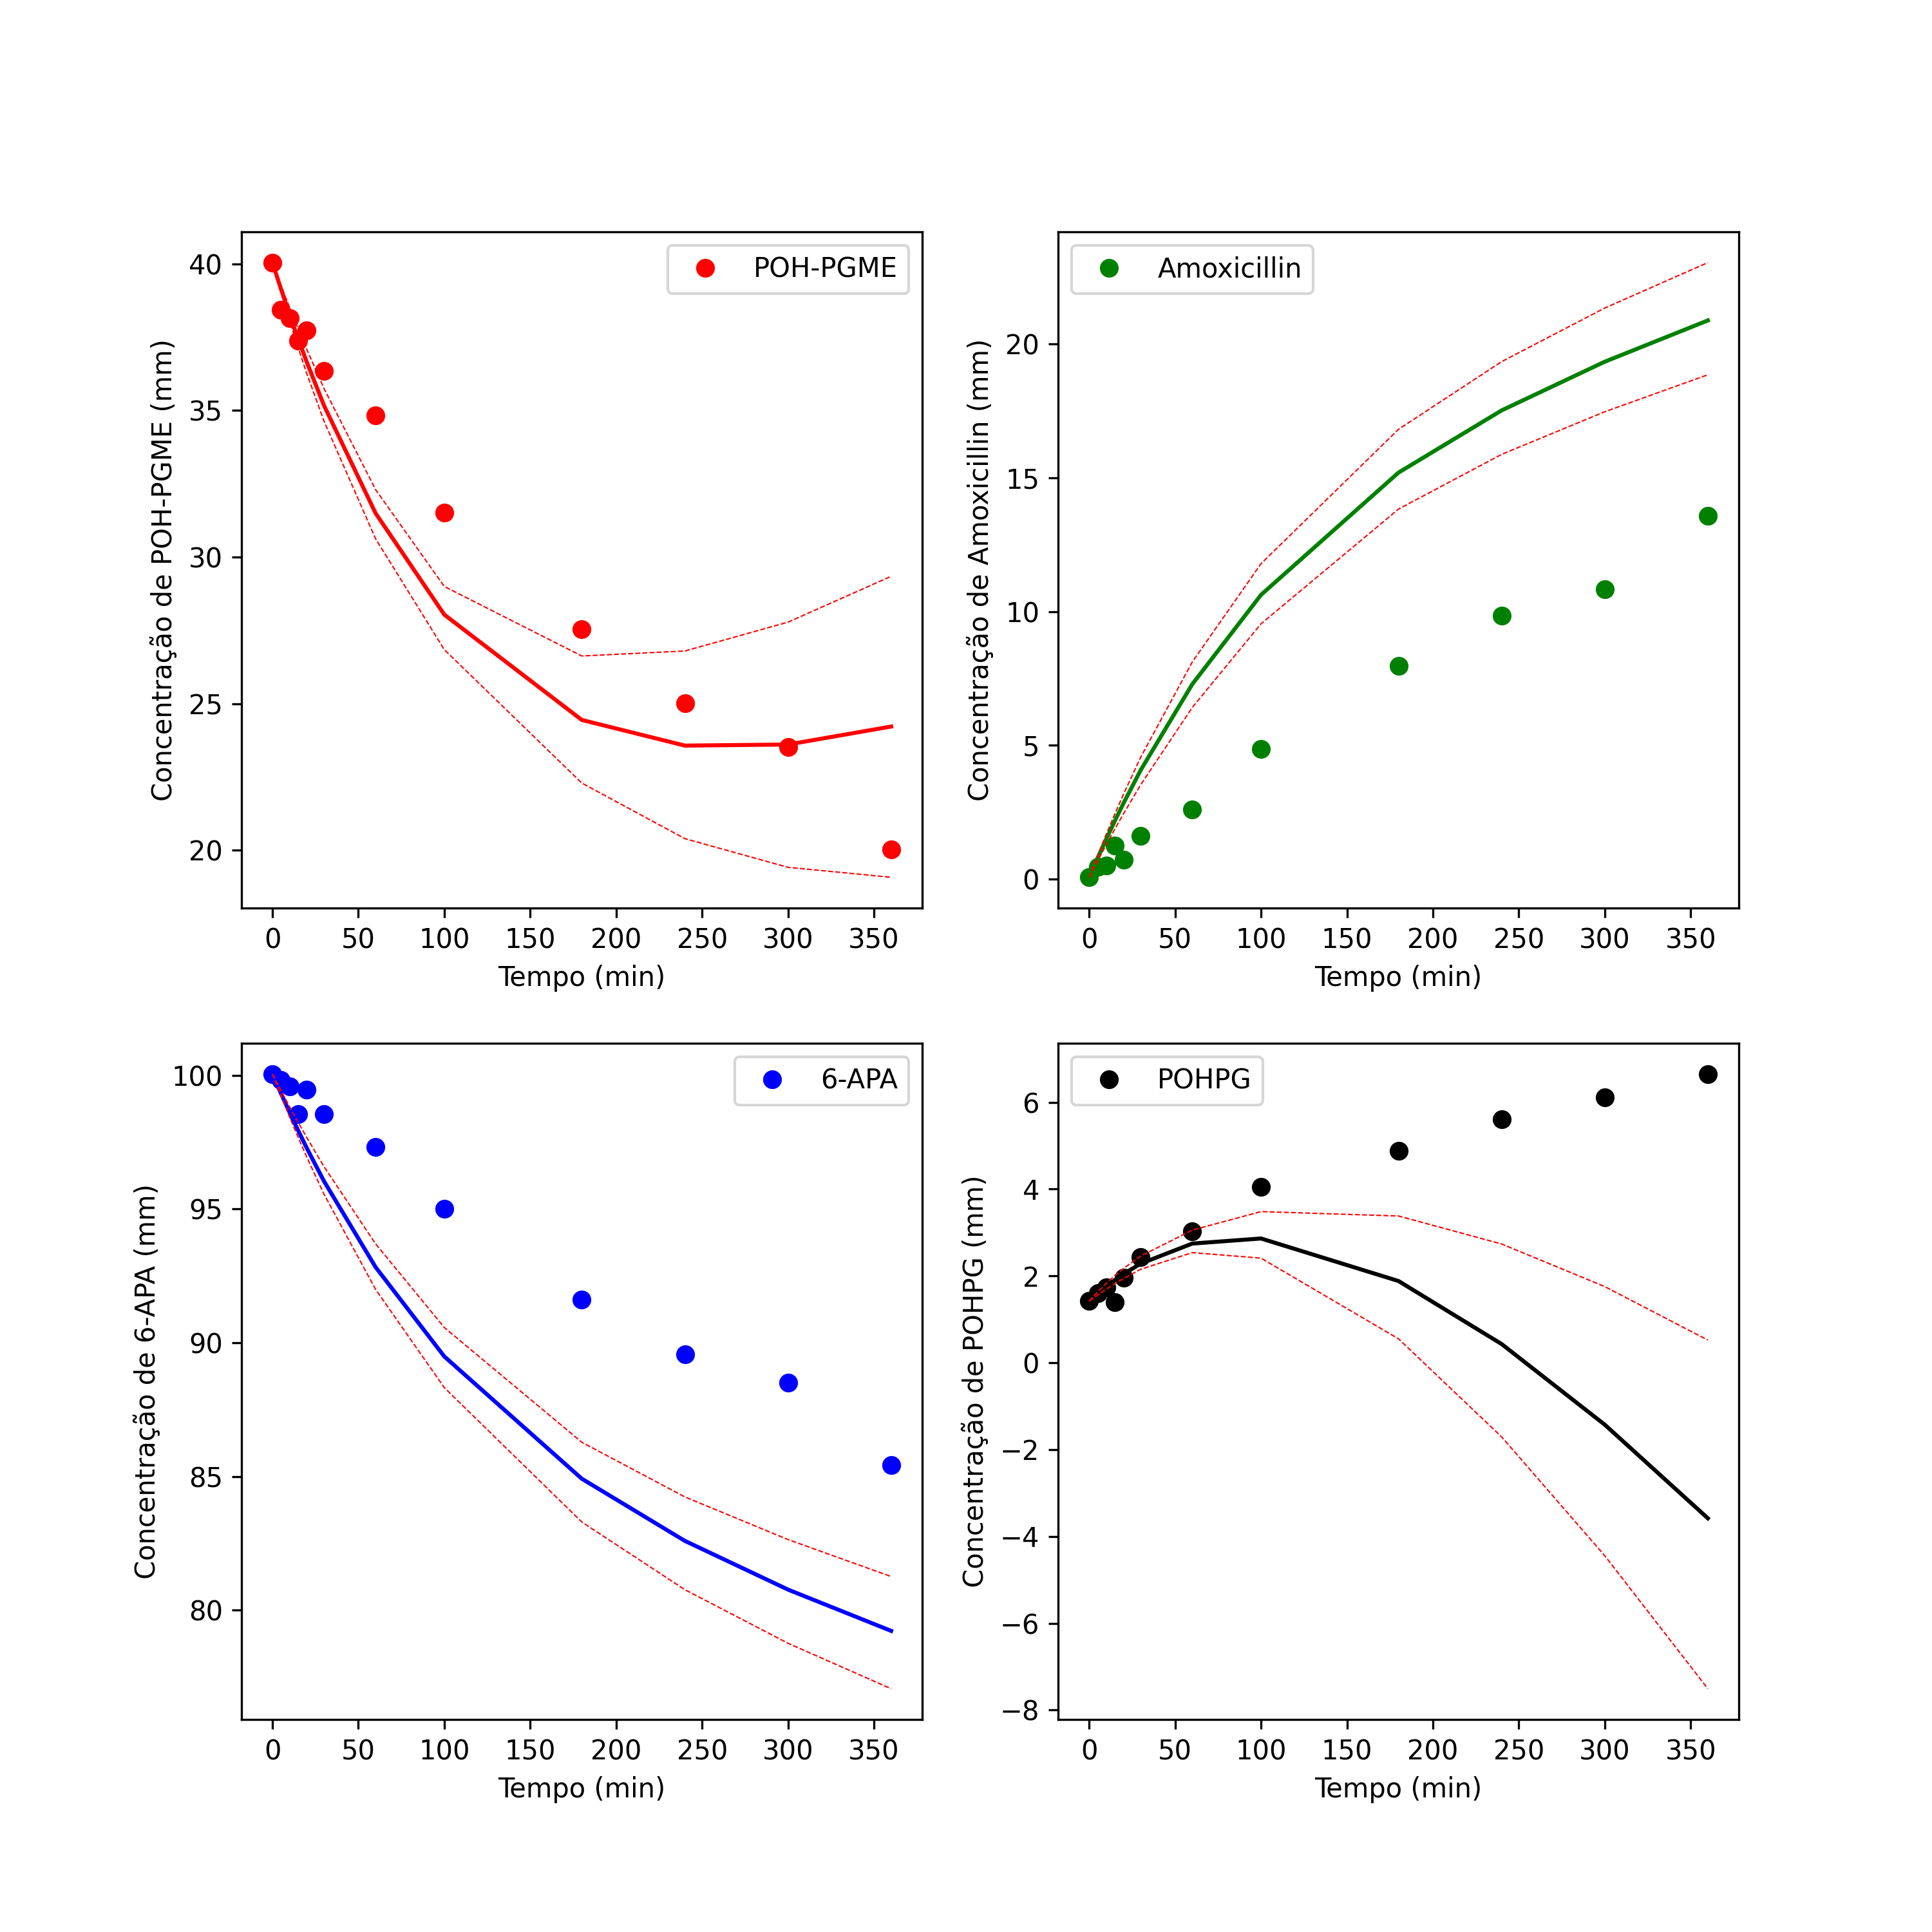 POH-PGME
Concentração de POH-PGME (mm)
40
35
30
25
20
0 50 100 150 200 250 300 350
Tempo (min)
Amoxicillin
Concentração de Amoxicillin (mm)
20
15
10
5
0
0 50 100 150 200 250 300 350
Tempo (min)
6-APA
Concentração de 6-APA (mm)
100
95
90
85
80
0 50 100 150 200 250 300 350
Tempo (min)
POHPG
Concentração de POHPG (mm)
6
4
2
0
−2
−4
−6
−8
0 50 100 150 200 250 300 350
Tempo (min)